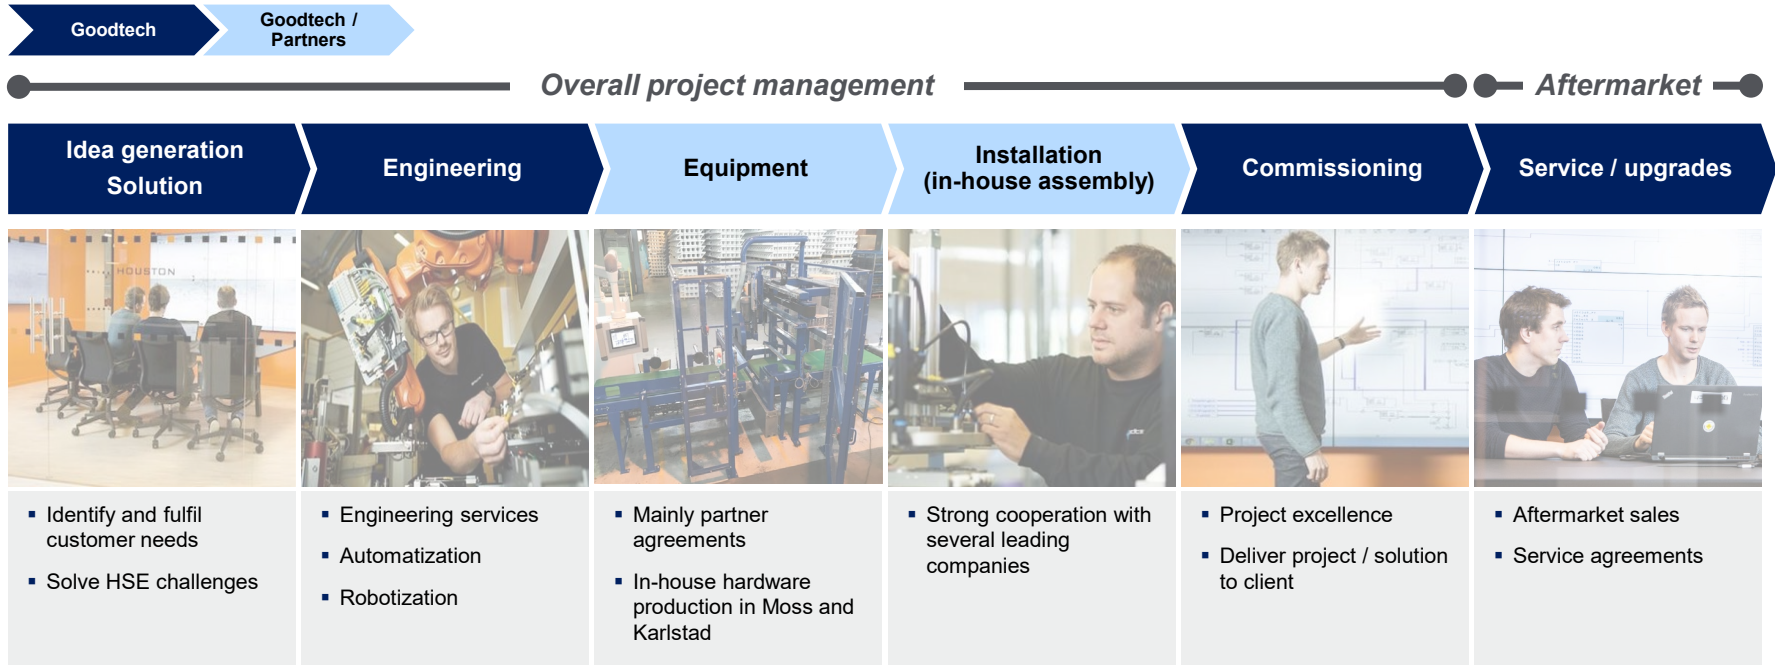 Goodtech
Goodtech /
Partners
Overall project management
Aftermarket
Idea generation
Solution
Engineering
Equipment
Installation
(in-house assembly)
Commissioning
Service / upgrades
HOUSTON
▪ Identify and fulfil
customer needs
▪ Solve HSE challenges
▪ Engineering services
▪ Automatization
▪ Robotization
▪ Mainly partner
agreements
▪ In-house hardware
production in Moss and
Karlstad
▪ Strong cooperation with
several leading
companies
▪ Project excellence
▪ Deliver project / solution
to client
▪ Aftermarket sales
▪ Service agreements